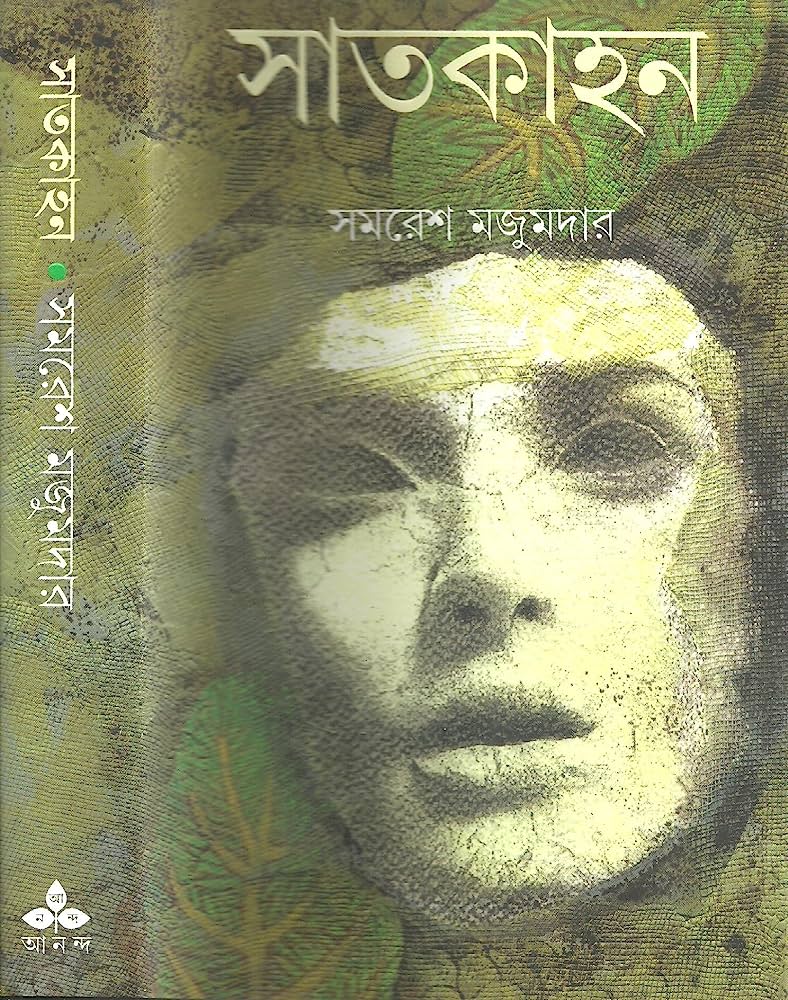 সাতকাহন
সমরেশ মজুমদার
সাতকাহন • সমরেশ মজুমদার
আ
ন ন্দ
আনন্দ